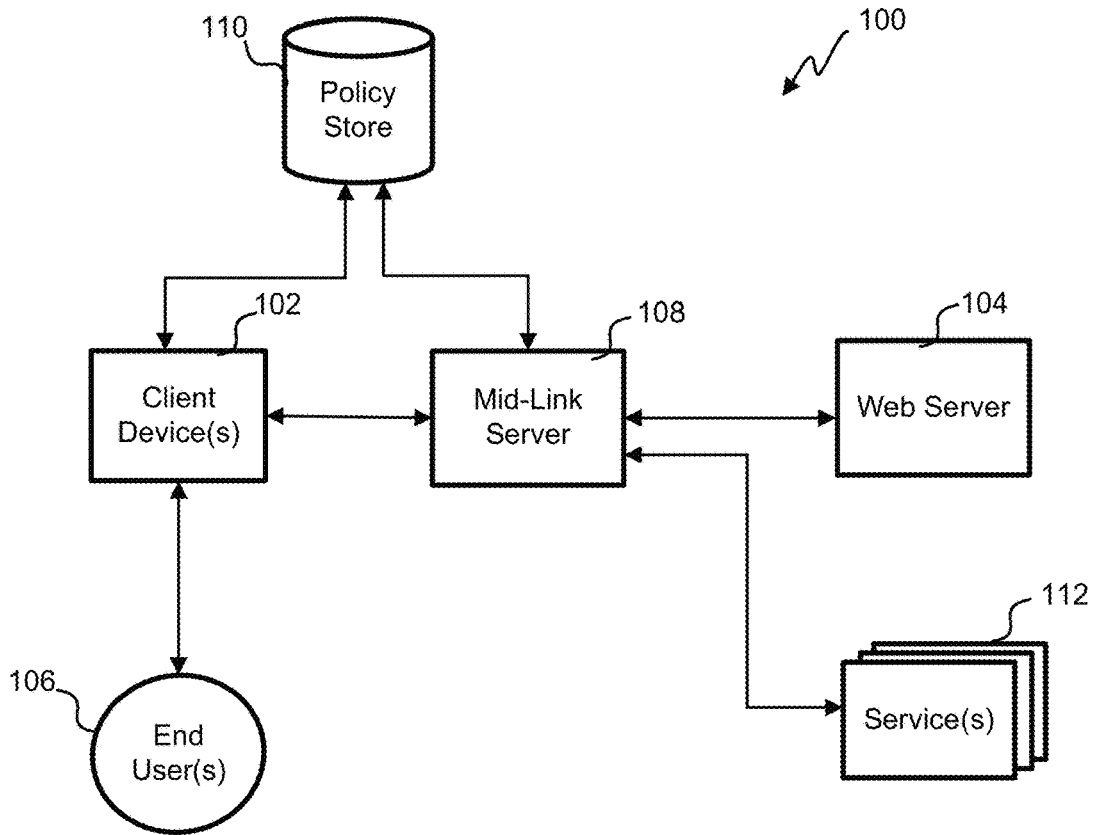 110
100
Policy
Store
102
108
104
Client
Device(s)
Mid-Link
Server
Web Server
112
106
End
User(s)
Service(s)